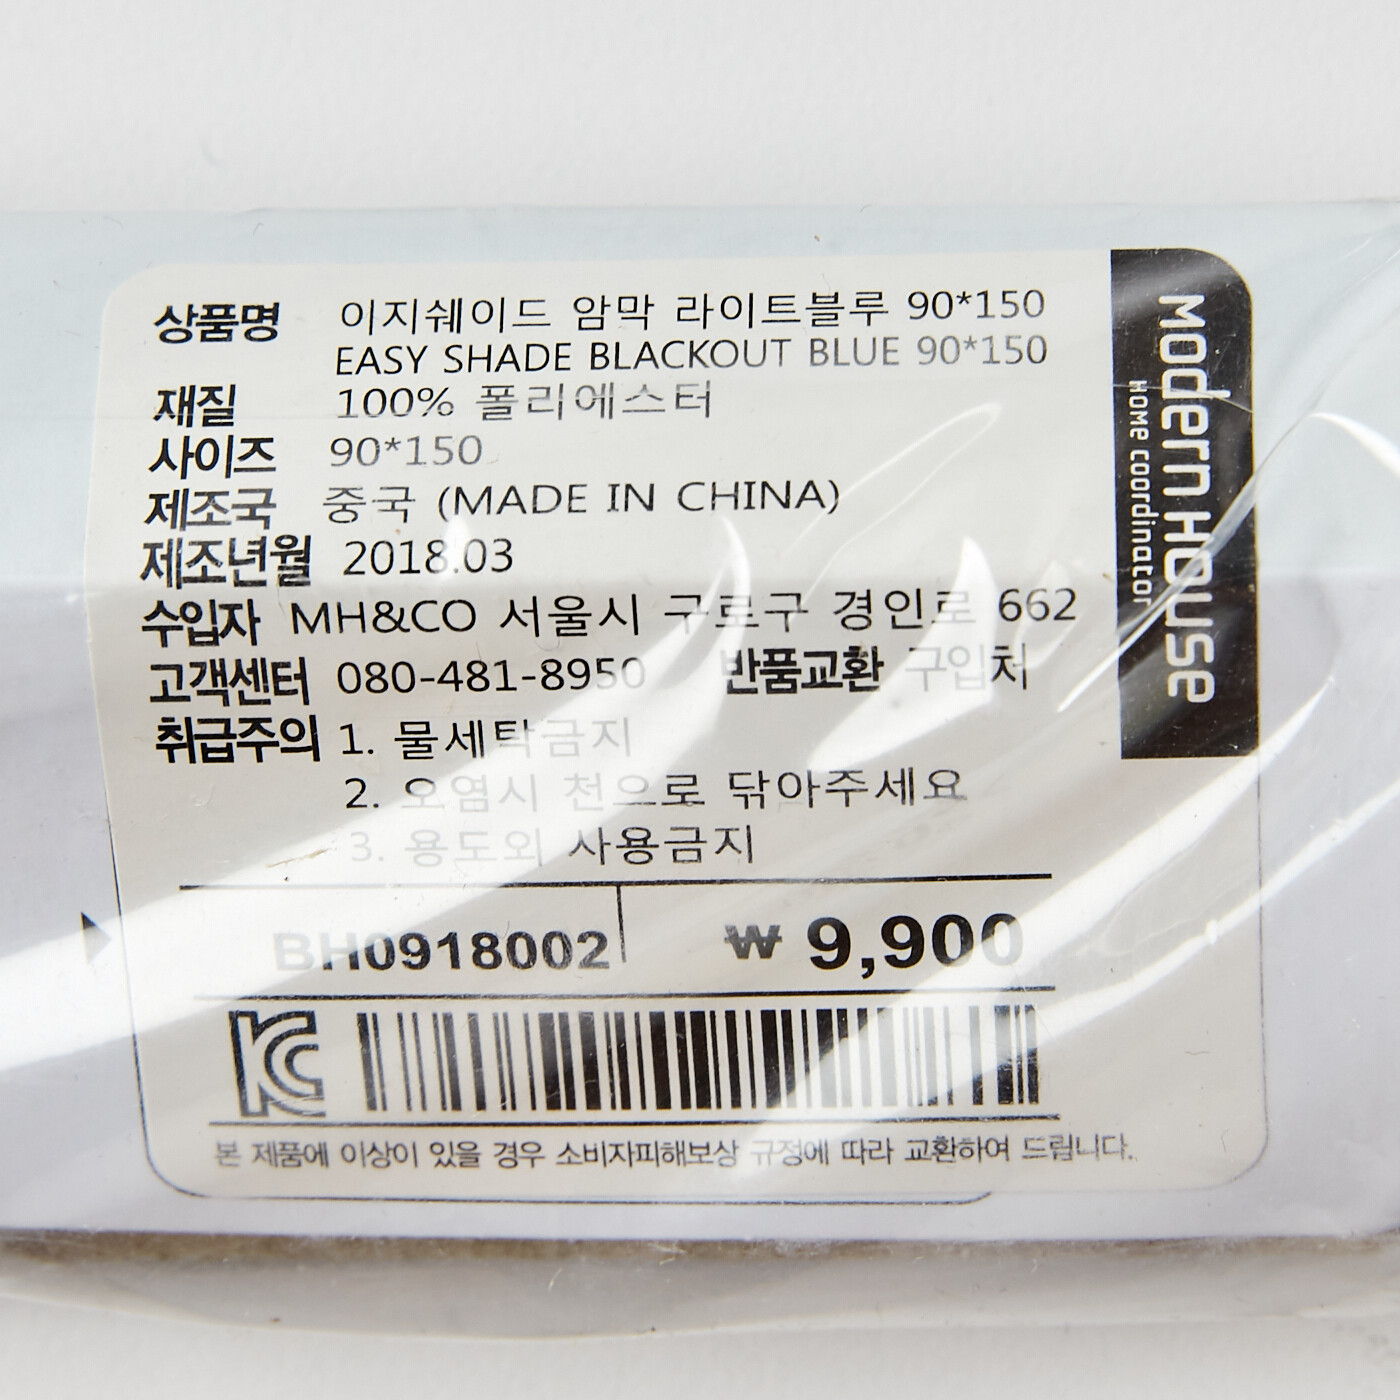 상품명 이지쉐이드 암막 라이트블루 90*150
EASY SHADE BLACKOUT BLUE 90*150
재질 100% 폴리에스터
사이즈 90*150
제조국 중국 (MADE IN CHINA)
제조년월 2018.03
수입자 MH&CO 서울시 구로구 경인로 662
고객센터 080-481-8950 반품교환 구입처
취급주의 1. 물세탁금지
2. 오염시 천으로 닦아주세요
3. 용도외 사용금지
BH0918002 ₩ 9,900
KC
본 제품에 이상이 있을 경우 소비자피해보상 규정에 따라 교환하여 드립니다.
Modern House
HOME coordinator